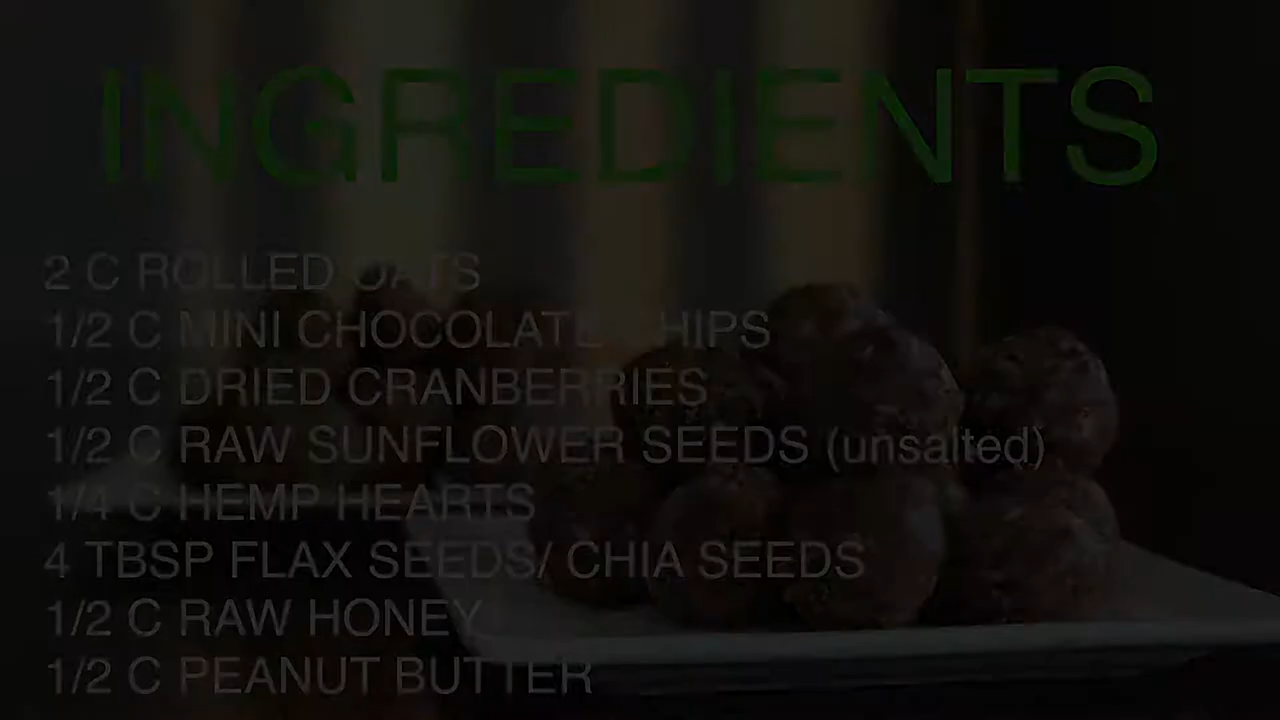 INGREDIENTS
2 C ROLLED OATS
1/2 C MINI CHOCOLATE CHIPS
1/2 C DRIED CRANBERRIES
1/2 C RAW SUNFLOWER SEEDS (unsalted)
1/4 C HEMP HEARTS
4 TBSP FLAX SEEDS/ CHIA SEEDS
1/2 C RAW HONEY
1/2 C PEANUT BUTTER